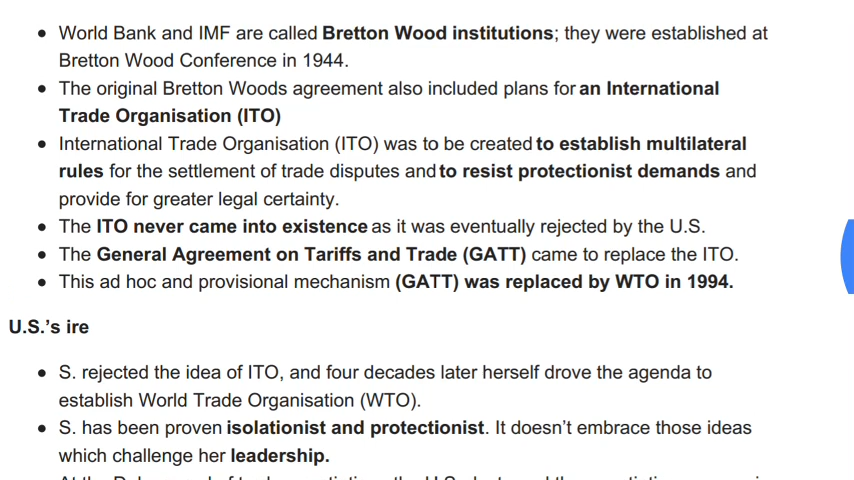 World Bank and IMF are called Bretton Wood institutions; they were established at
Bretton Wood Conference in 1944.
The original Bretton Woods agreement also included plans for an International
Trade Organisation (ITO)
International Trade Organisation (ITO) was to be created to establish multilateral
rules for the settlement of trade disputes and to resist protectionist demands and
provide for greater legal certainty.
The ITO never came into existence as it was eventually rejected by the U.S.
The General Agreement on Tariffs and Trade (GATT) came to replace the ITO.
This ad hoc and provisional mechanism (GATT) was replaced by WTO in 1994.
U.S.’s ire
S. rejected the idea of ITO, and four decades later herself drove the agenda to
establish World Trade Organisation (WTO).
S. has been proven isolationist and protectionist. It doesn’t embrace those ideas
which challenge her leadership.